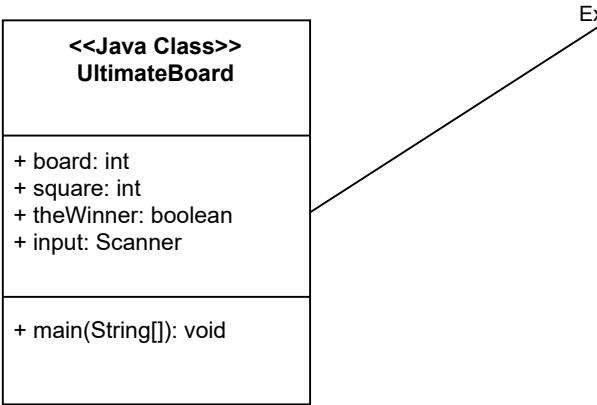 <<Java Class>>
UltimateBoard
+ board: int
+ square: int
+ theWinner: boolean
+ input: Scanner
+ main(String[]): void